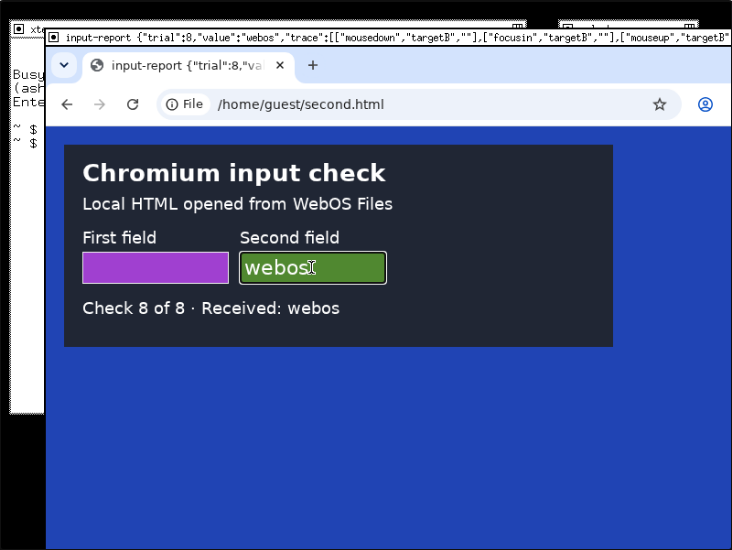 xte
input-report {"trial":8,"value":"webos","trace":[["mousedown","targetB",""],["focusin","targetB",""],["mouseup","targetB"
input-report {"trial":8,"va
File
/home/guest/second.html
Busy
(ash
Ente
~ $
~ $
Chromium input check
Local HTML opened from WebOS Files
First field
Second field
webos
Check 8 of 8 · Received: webos